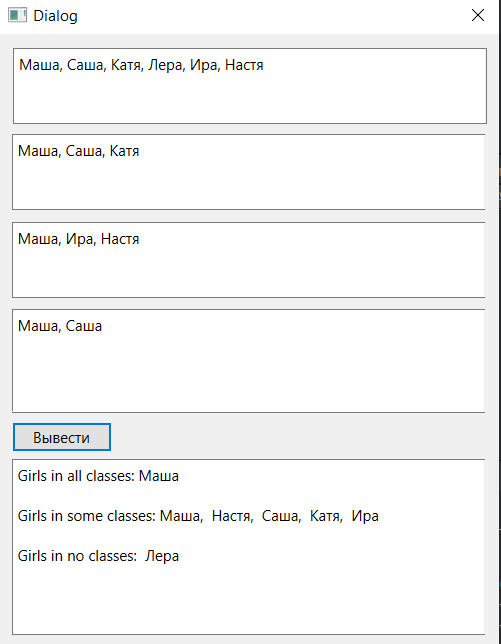 Dialog
Маша, Саша, Катя, Лера, Ира, Настя
Маша, Саша, Катя
Маша, Ира, Настя
Маша, Саша
Вывести
Girls in all classes: Маша
Girls in some classes: Маша,  Настя,  Саша,  Катя,  Ира
Girls in no classes:  Лера